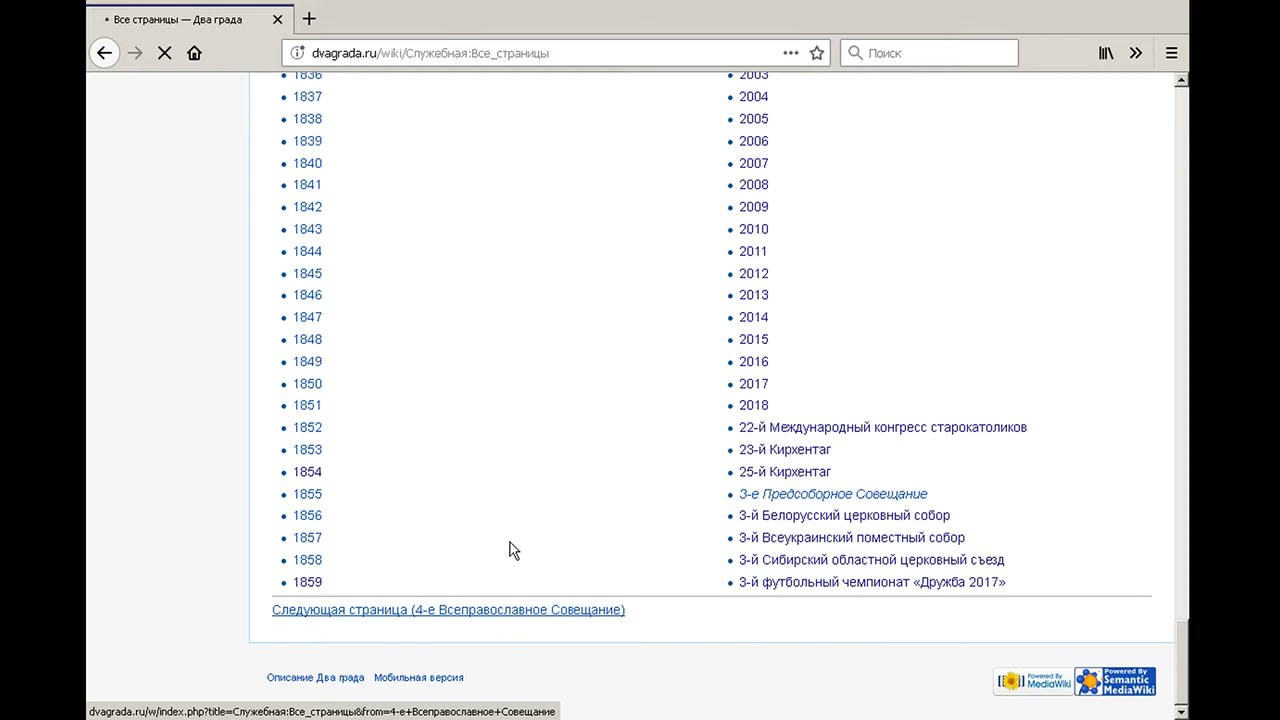 Все страницы — Два града
dvagrada.ru/wiki/Служебная:Все_страницы
Поиск
1836
1837
1838
1839
1840
1841
1842
1843
1844
1845
1846
1847
1848
1849
1850
1851
1852
1853
1854
1855
1856
1857
1858
1859
2003
2004
2005
2006
2007
2008
2009
2010
2011
2012
2013
2014
2015
2016
2017
2018
22-й Международный конгресс старокатоликов
23-й Кирхентаг
25-й Кирхентаг
3-е Предсоборное Совещание
3-й Белорусский церковный собор
3-й Всеукраинский поместный собор
3-й Сибирский областной церковный съезд
3-й футбольный чемпионат «Дружба 2017»
Следующая страница (4-е Всеправославное Совещание)
Описание Два града Мобильная версия
Powered By
MediaWiki
Powered By
Semantic
MediaWiki
dvagrada.ru/w/index.php?title=Служебная:Все_страницы&from=4-е+Всеправославное+Совещание